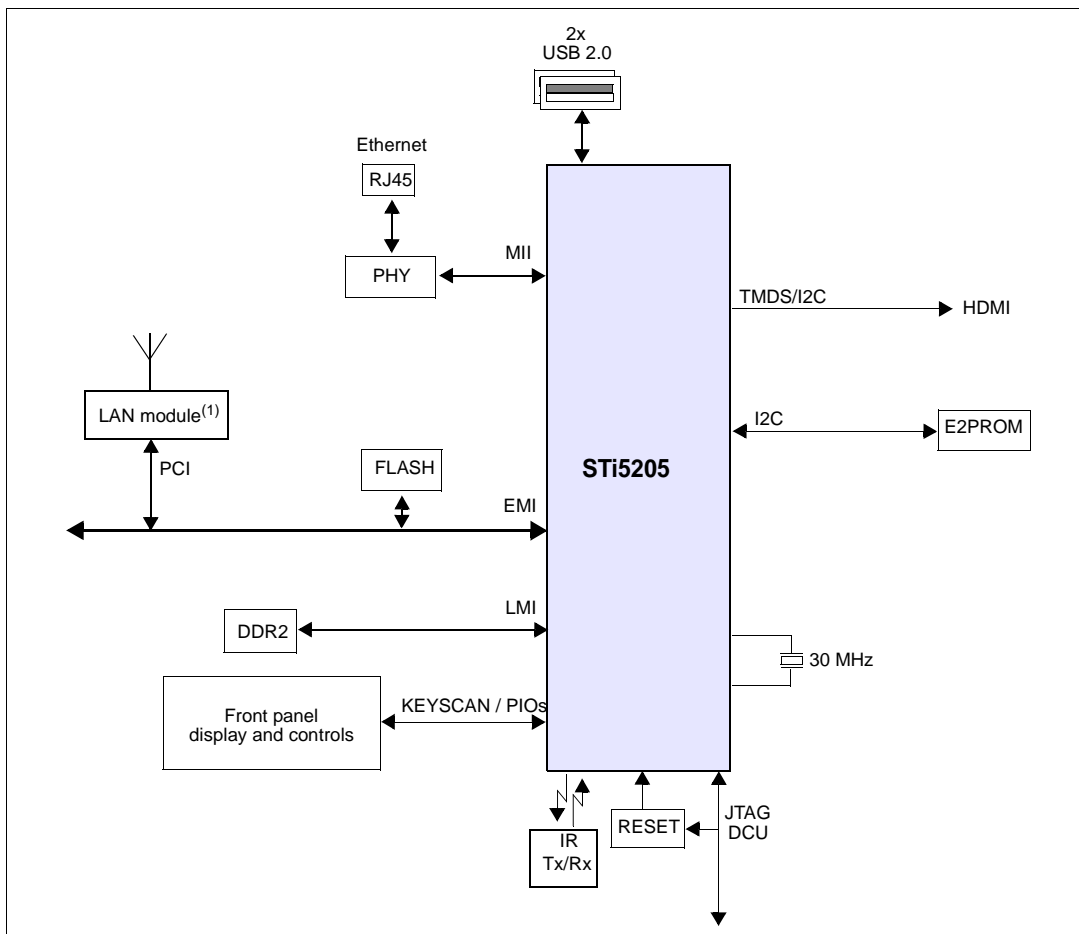 2x
USB 2.0
Ethernet
RJ45
MII
PHY
TMDS/I2C
HDMI
LAN module(1)
I2C
E2PROM
PCI
FLASH
STi5205
EMI
LMI
DDR2
30 MHz
KEYSCAN / PIOs
Front panel
display and controls
RESET
JTAG
DCU
IR
Tx/Rx